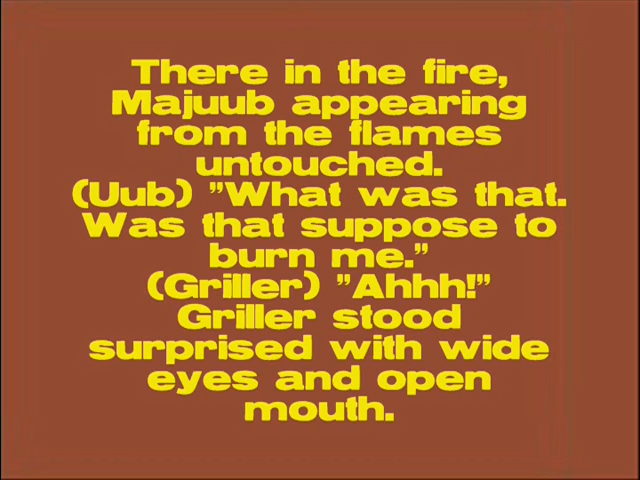 There in the fire,
Majuub appearing
from the flames
untouched.
(Uub) "What was that.
Was that suppose to
burn me."
(Griller) "Ahhh!"
Griller stood
surprised with wide
eyes and open
mouth.